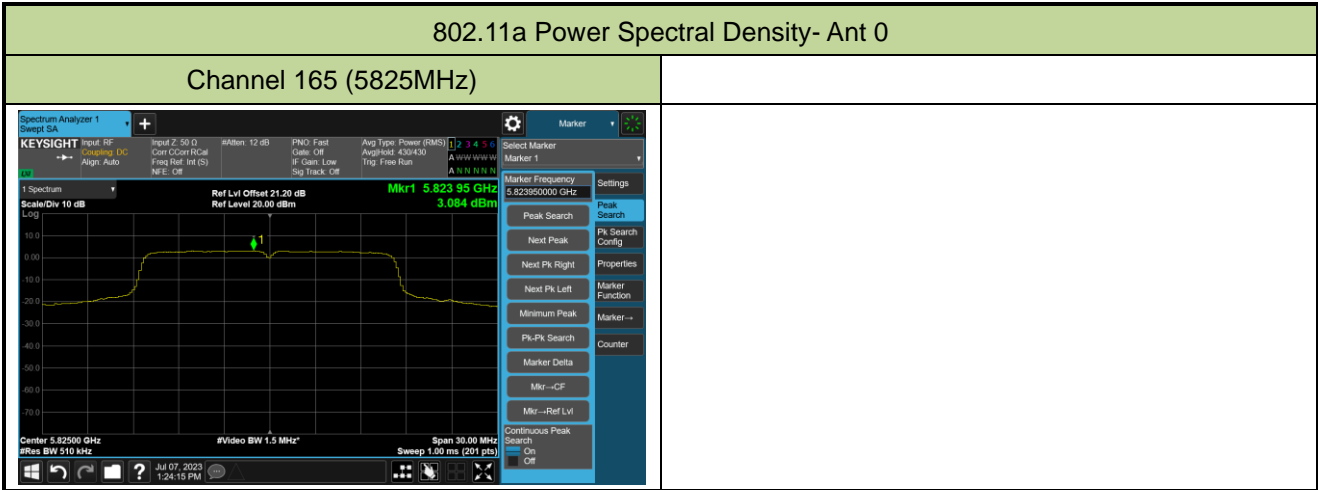 802.11a Power Spectral Density- Ant 0
Channel 165 (5825MHz)
Spectrum Analyzer 1
Swept SA
+
Marker
KEYSIGHT
Input: RF
Coupling: DC
Align: Auto
Input Z: 50 Ω
Corr CCorr RCal
Freq Ref: Int (S)
NFE: Off
#Atten: 12 dB
PNO: Fast
Gate: Off
IF Gain: Low
Sig Track: Off
Avg Type: Power (RMS)
Avg|Hold: 430/430
Trig: Free Run
1 2 3 4 5 6
A W W W W W
A N N N N N
Select Marker
Marker 1
1 Spectrum
Scale/Div 10 dB
Log
Ref Lvl Offset 21.20 dB
Ref Level 20.00 dBm
Mkr1 5.823 95 GHz
3.084 dBm
10.0
0.00
-10.0
-20.0
-30.0
-40.0
-50.0
-60.0
-70.0
1
Center 5.82500 GHz
#Res BW 510 kHz
#Video BW 1.5 MHz*
Span 30.00 MHz
Sweep 1.00 ms (201 pts)
Marker Frequency
5.823950000 GHz
Peak Search
Next Peak
Next Pk Right
Next Pk Left
Minimum Peak
Pk-Pk Search
Marker Delta
Mkr→CF
Mkr→Ref Lvl
Continuous Peak
Search
On
Off
Settings
Peak
Search
Pk Search
Config
Properties
Marker
Function
Marker→
Counter
?
Jul 07, 2023
1:24:15 PM